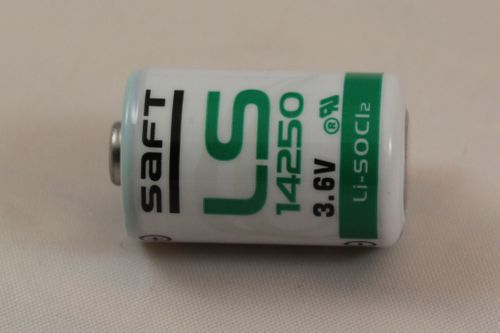 SAFT
LS
14250
3.6V
Li-SOCl₂